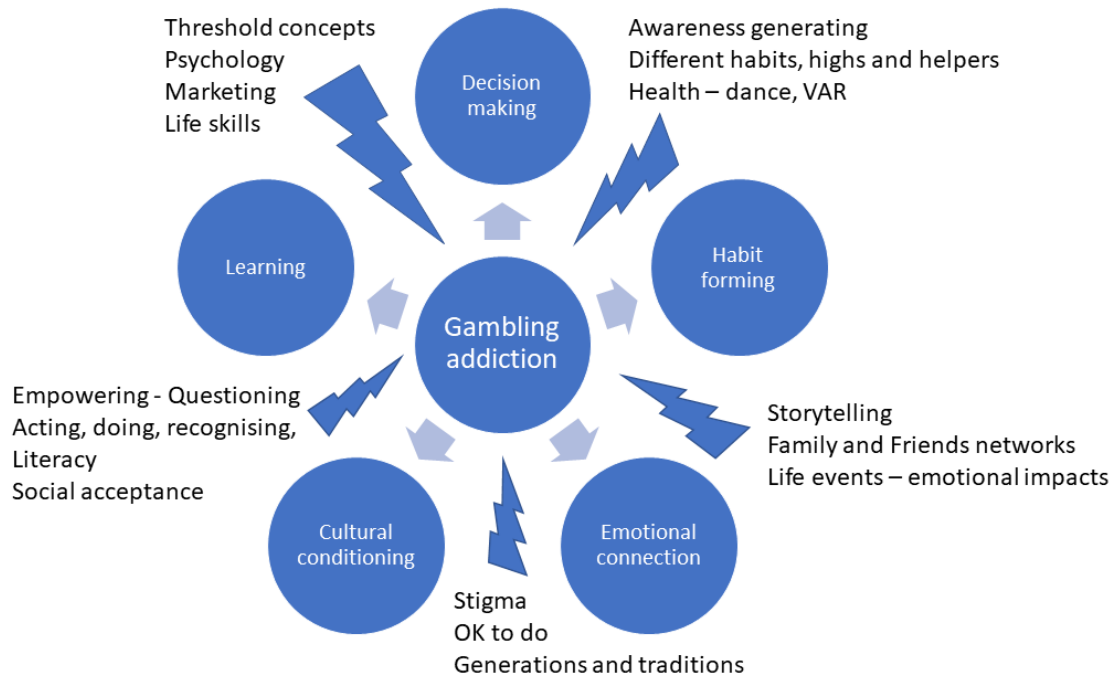 Threshold concepts
Psychology
Marketing
Life skills
Decision
making
Awareness generating
Different habits, highs and helpers
Health – dance, VAR
Learning
Habit
forming
Gambling
addiction
Empowering - Questioning
Acting, doing, recognising,
Literacy
Social acceptance
Storytelling
Family and Friends networks
Life events – emotional impacts
Cultural
conditioning
Emotional
connection
Stigma
OK to do
Generations and traditions